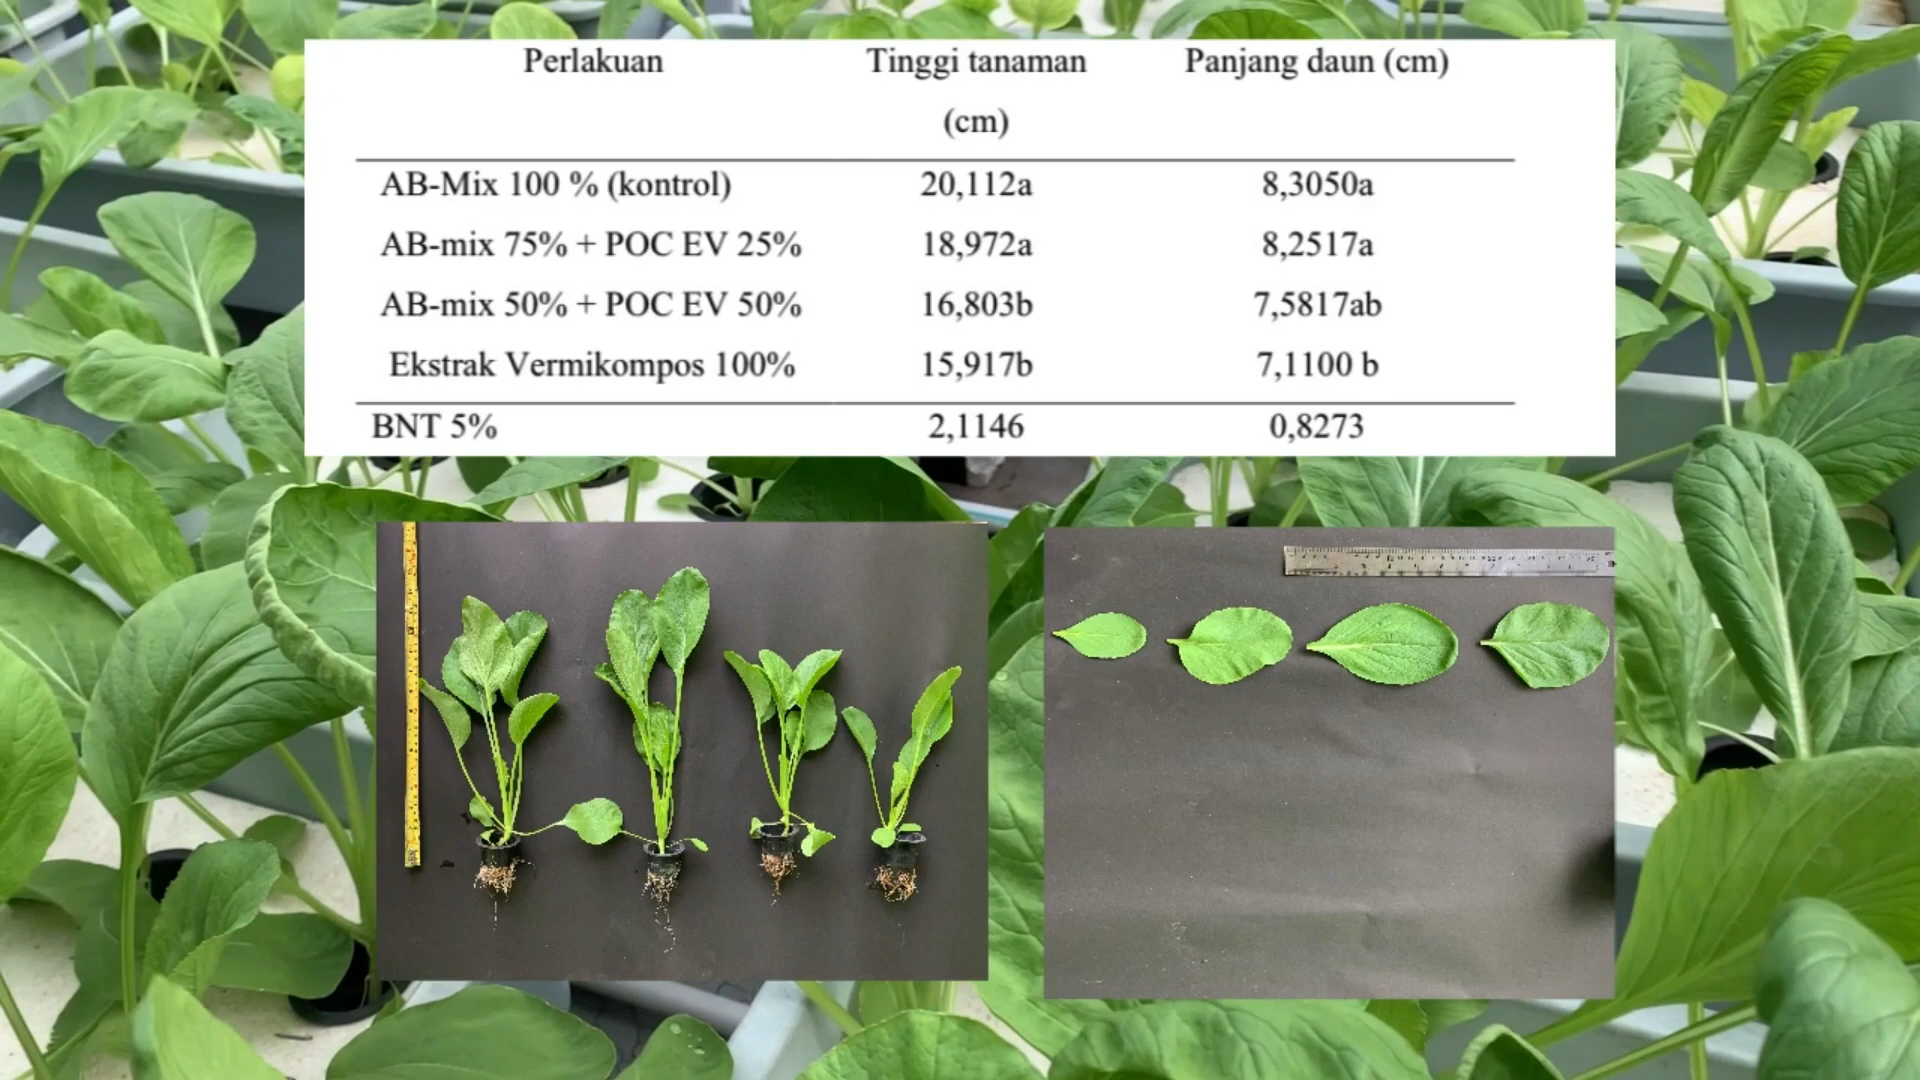 Perlakuan Tinggi tanaman Panjang daun (cm)
(cm)
AB-Mix 100 % (kontrol) 20,112a 8,3050a
AB-mix 75% + POC EV 25% 18,972a 8,2517a
AB-mix 50% + POC EV 50% 16,803b 7,5817ab
Ekstrak Vermikompos 100% 15,917b 7,1100 b
BNT 5% 2,1146 0,8273